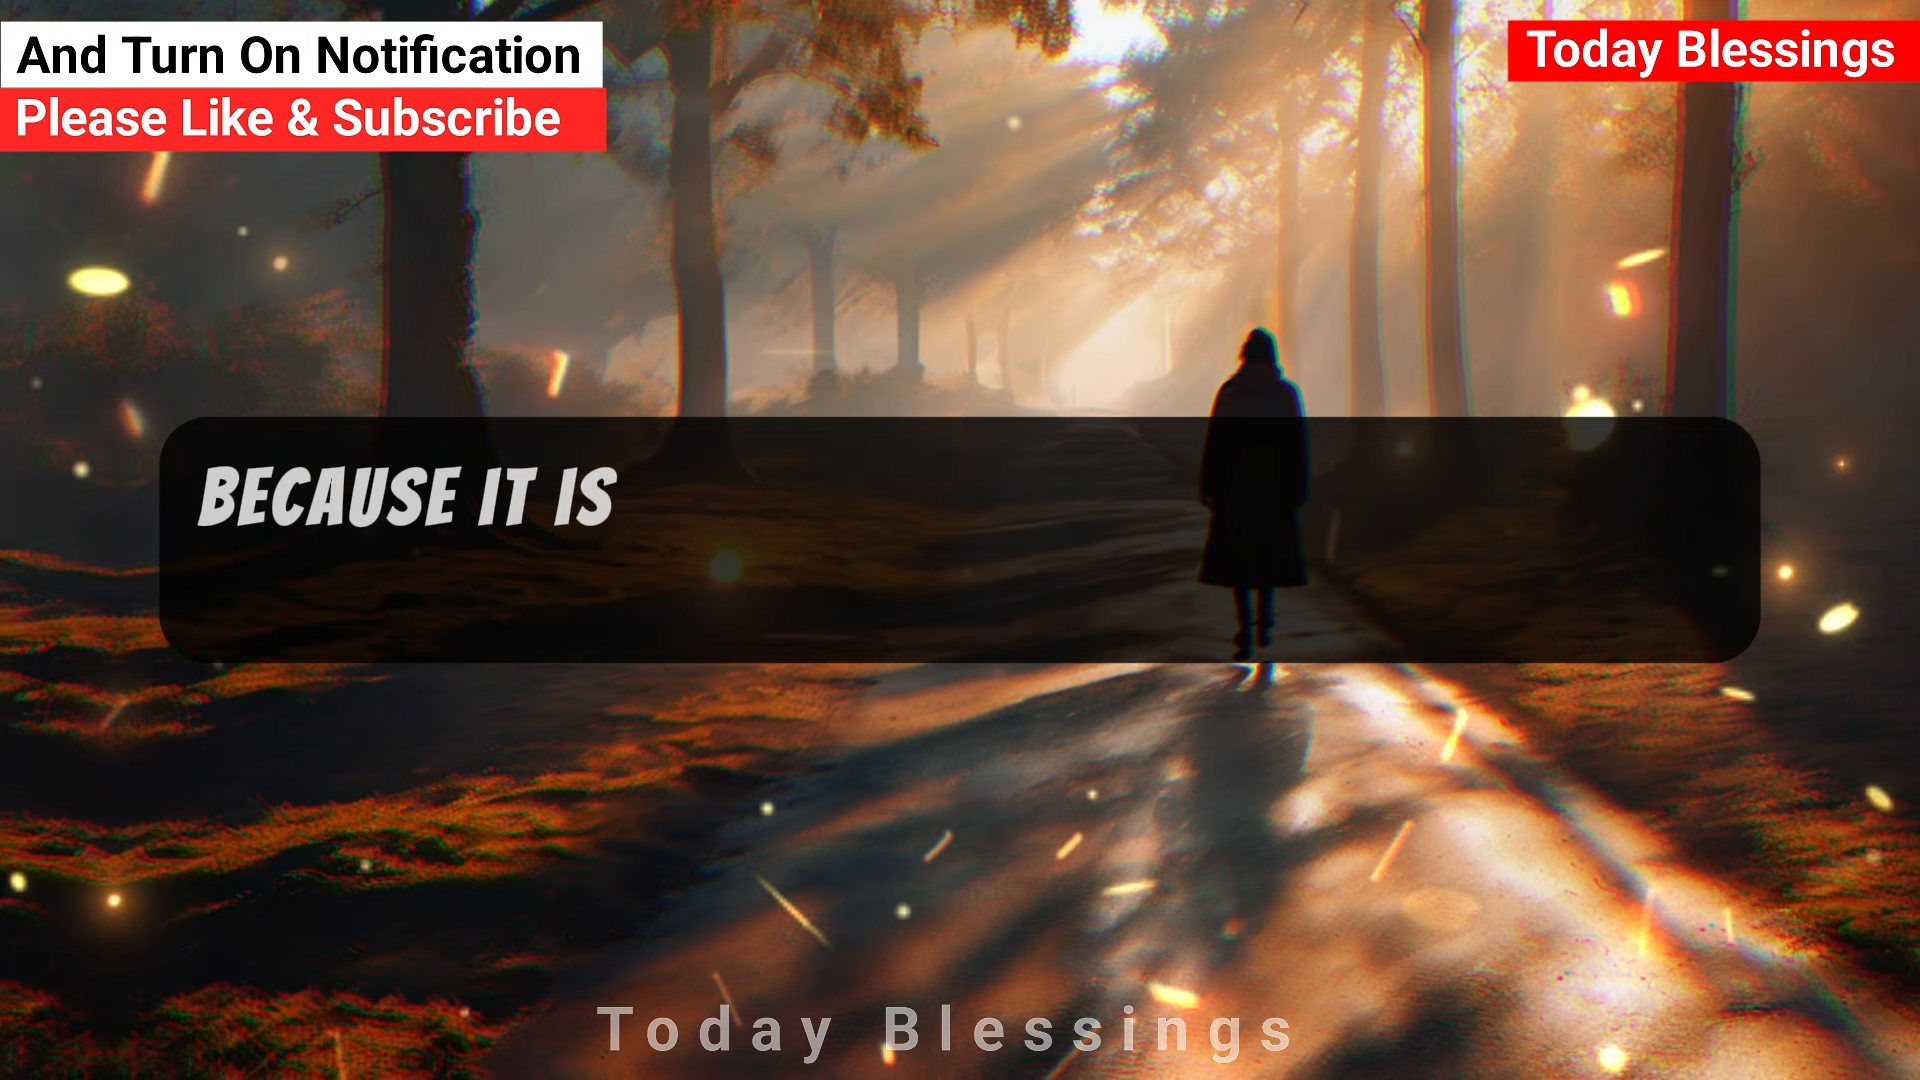 And Turn On Notification
Please Like & Subscribe
Today Blessings
BECAUSE IT IS
Today Blessings